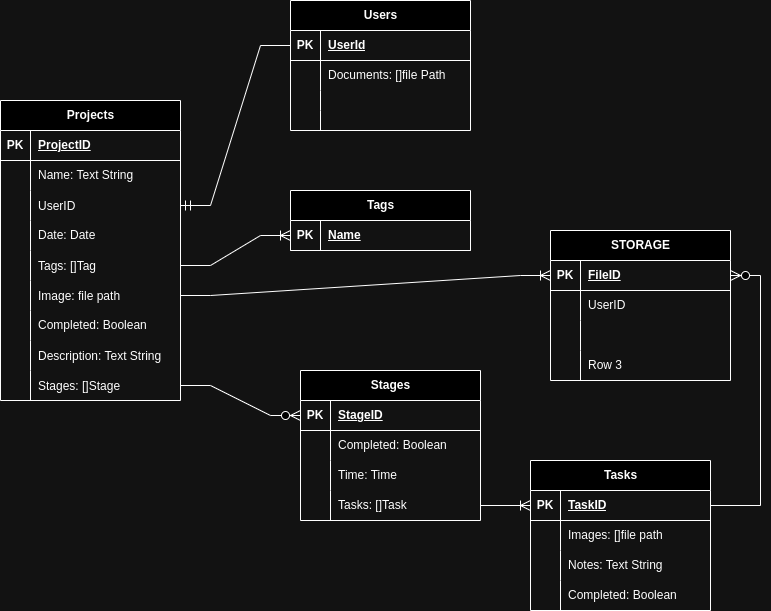 Users
PK UserId
Documents: []file Path
Projects
PK ProjectID
Name: Text String
UserID
Date: Date
Tags: []Tag
Image: file path
Completed: Boolean
Description: Text String
Stages: []Stage
Tags
PK Name
STORAGE
PK FileID
UserID
Row 3
Stages
PK StageID
Completed: Boolean
Time: Time
Tasks: []Task
Tasks
PK TaskID
Images: []file path
Notes: Text String
Completed: Boolean